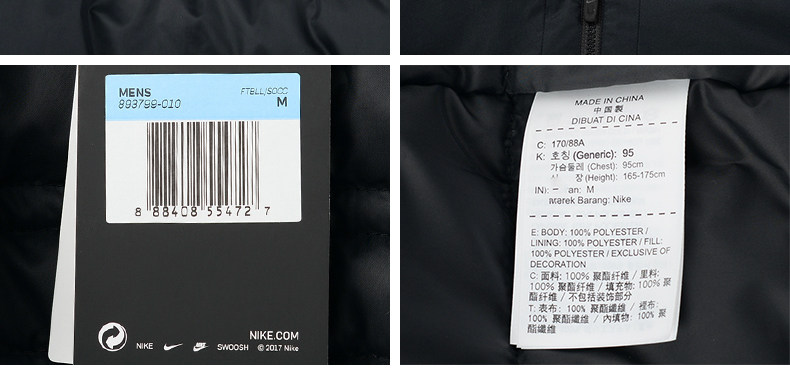 MENS
893799-010
FTBLL/SOCC
M
8 88408 55472 7
NIKE
SWOOSH
NIKE.COM
© 2017 Nike
MADE IN CHINA
中国製
DIBUAT DI CINA
C: 170/88A
K: 호칭 (Generic): 95
가슴둘레 (Chest): 95cm
장 (Height): 165-175cm
IN): an: M
Merek Barang: Nike
E: BODY: 100% POLYESTER /
LINING: 100% POLYESTER / FILL:
100% POLYESTER / EXCLUSIVE OF
DECORATION
C: 面料: 100% 聚酯纤维 / 里料:
100% 聚酯纤维 / 填充物: 100% 聚
酯纤维 / 不包括装饰部分
T: 表布: 100% 聚酯纖維 / 裡布:
100% 聚酯纖維 / 內填物: 100% 聚
酯纖維